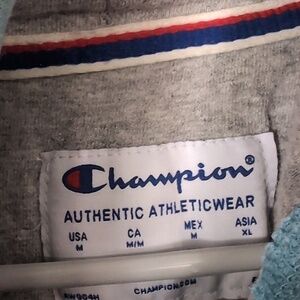 Champion®
AUTHENTIC ATHLETICWEAR
USA CA MEX ASIA
M M/M M XL
CHAMPION.COM